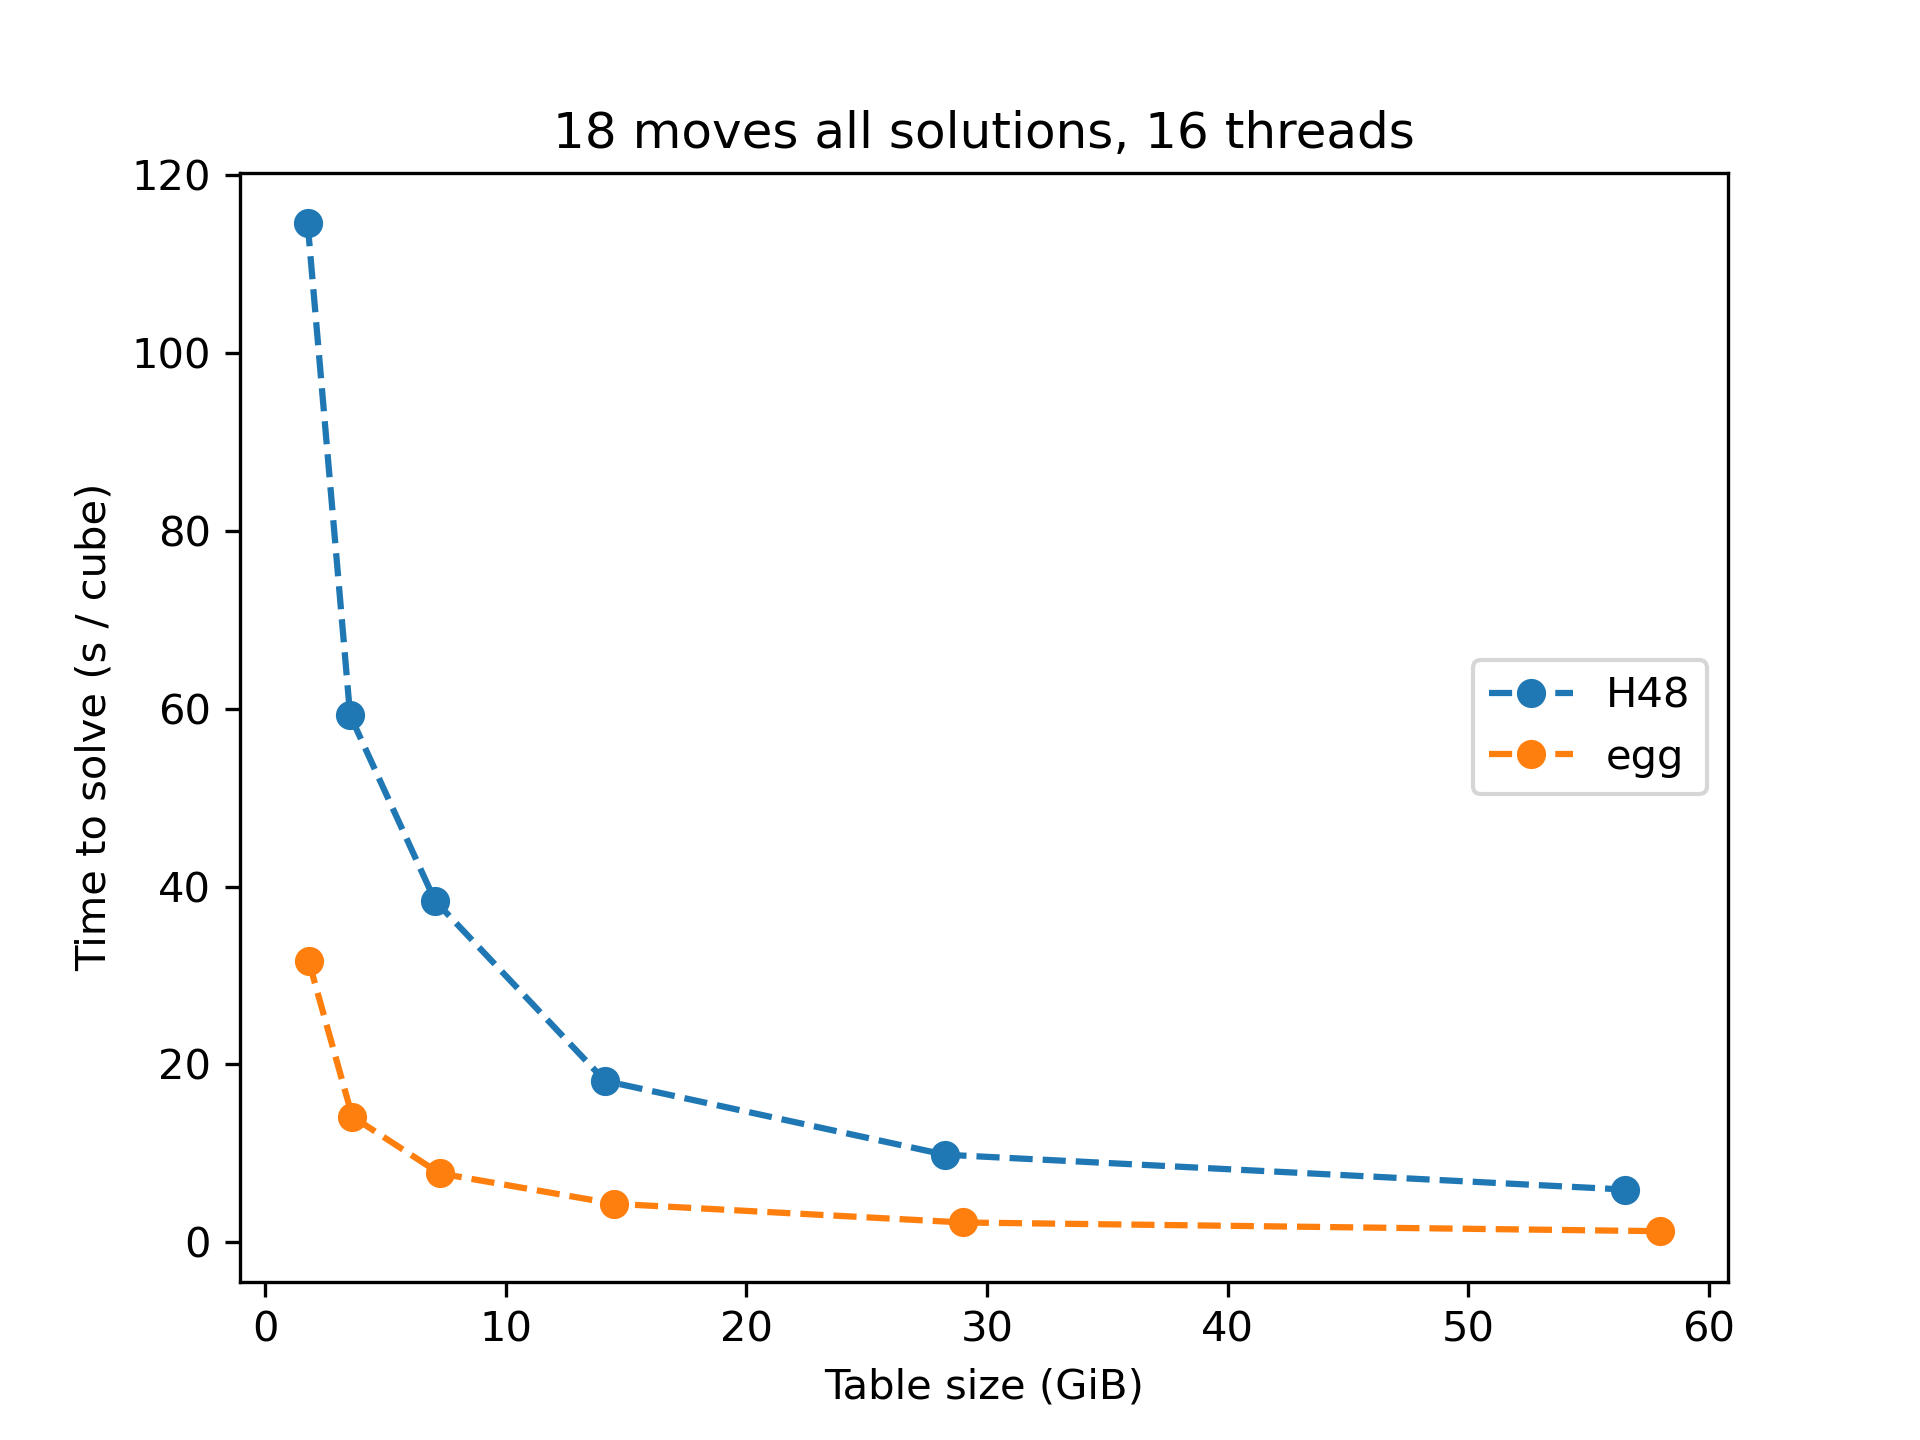 18 moves all solutions, 16 threads
120
100
80
60
40
20
0
Time to solve (s / cube)
H48
egg
0 10 20 30 40 50 60
Table size (GiB)